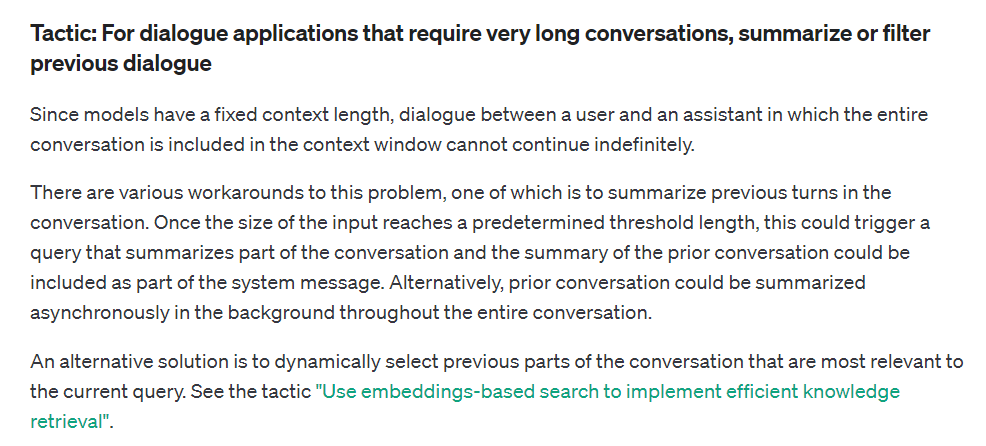 Tactic: For dialogue applications that require very long conversations, summarize or filter
previous dialogue
Since models have a fixed context length, dialogue between a user and an assistant in which the entire
conversation is included in the context window cannot continue indefinitely.
There are various workarounds to this problem, one of which is to summarize previous turns in the
conversation. Once the size of the input reaches a predetermined threshold length, this could trigger a
query that summarizes part of the conversation and the summary of the prior conversation could be
included as part of the system message. Alternatively, prior conversation could be summarized
asynchronously in the background throughout the entire conversation.
An alternative solution is to dynamically select previous parts of the conversation that are most relevant to
the current query. See the tactic "Use embeddings-based search to implement efficient knowledge
retrieval".